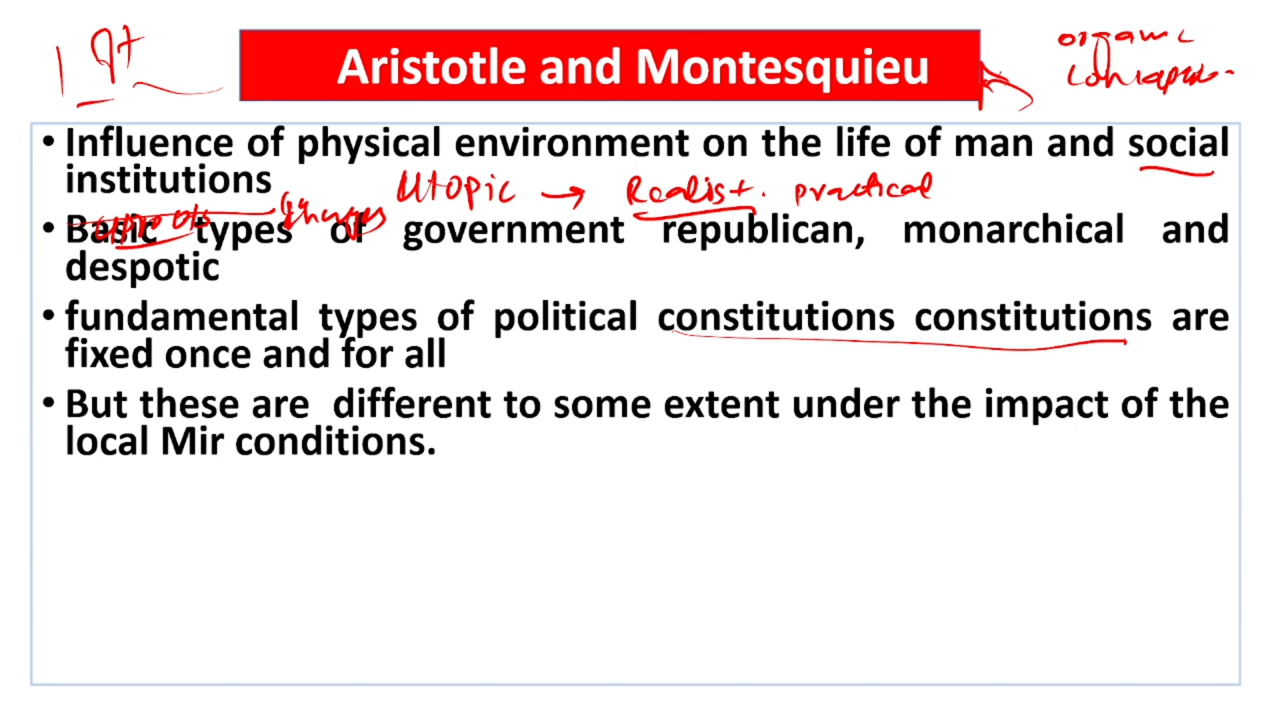 Aristotle and Montesquieu
organic
• Influence of physical environment on the life of man and social
institutions
Utopic → Realist. practical
changes
• Basic types of government republican, monarchical and
despotic
• fundamental types of political constitutions constitutions are
fixed once and for all
• But these are different to some extent under the impact of the
local Mir conditions.